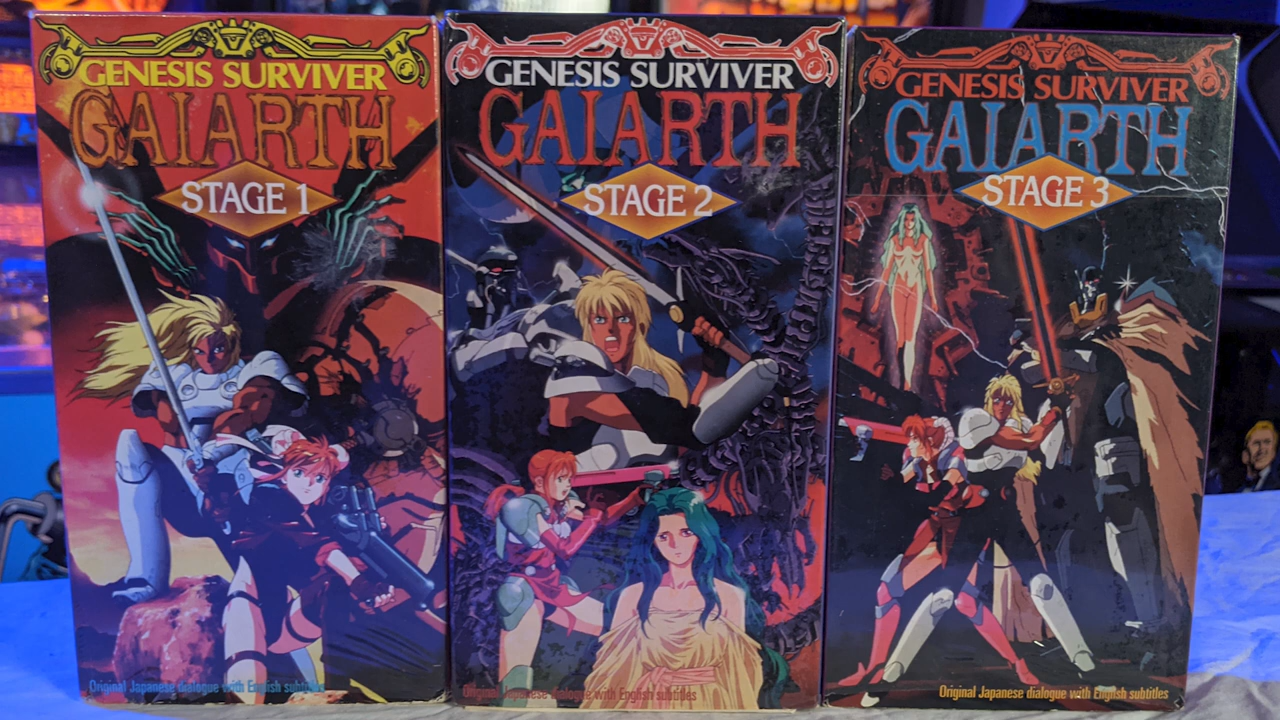 GENESIS SURVIVER
GAIARTH
STAGE 1
Original Japanese dialogue with English subtitles
GENESIS SURVIVER
GAIARTH
STAGE 2
Original Japanese dialogue with English subtitles
GENESIS SURVIVER
GAIARTH
STAGE 3
Original Japanese dialogue with English subtitles